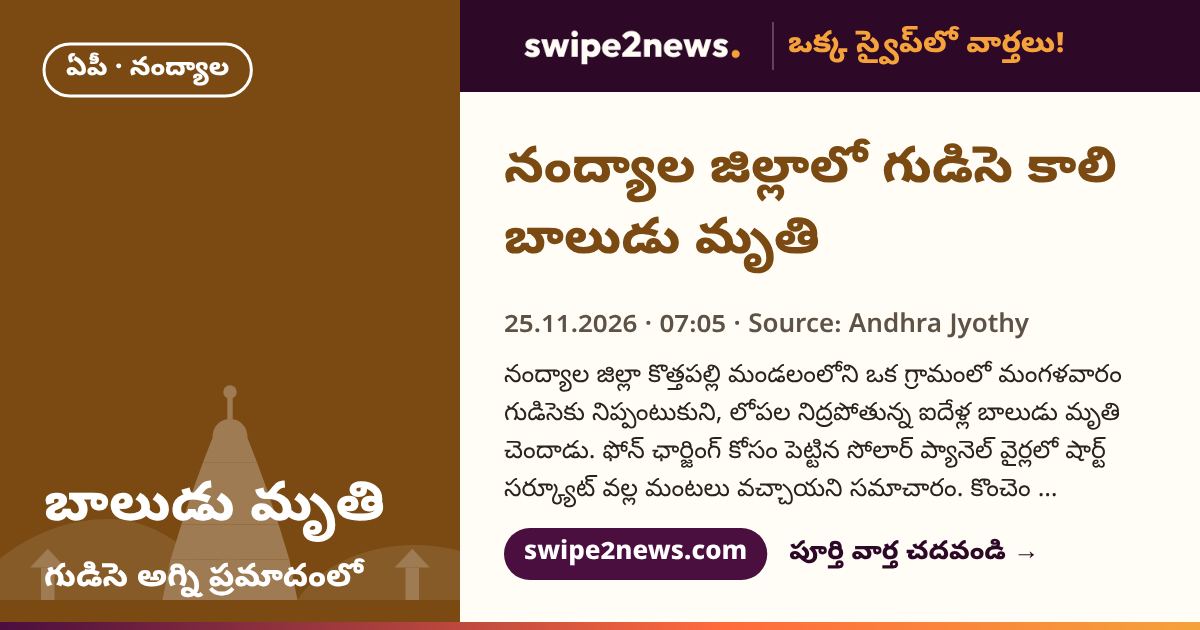 ఏపీ · నంద్యాల
బాలుడు మృతి
గుడిసె అగ్ని ప్రమాదంలో
swipe2news.
ఒక్క స్వైప్‌లో వార్తలు!
నంద్యాల జిల్లాలో గుడిసె కాలి
బాలుడు మృతి
25.11.2026 · 07:05 · Source: Andhra Jyothy
నంద్యాల జిల్లా కొత్తపల్లి మండలంలోని ఒక గ్రామంలో మంగళవారం
గుడిసెకు నిప్పంటుకుని, లోపల నిద్రపోతున్న ఐదేళ్ల బాలుడు మృతి
చెందాడు. ఫోన్ ఛార్జింగ్ కోసం పెట్టిన సోలార్ ప్యానెల్ వైర్లలో షార్ట్
సర్క్యూట్ వల్ల మంటలు వచ్చాయని సమాచారం. కొంచెం ...
swipe2news.com
పూర్తి వార్త చదవండి →